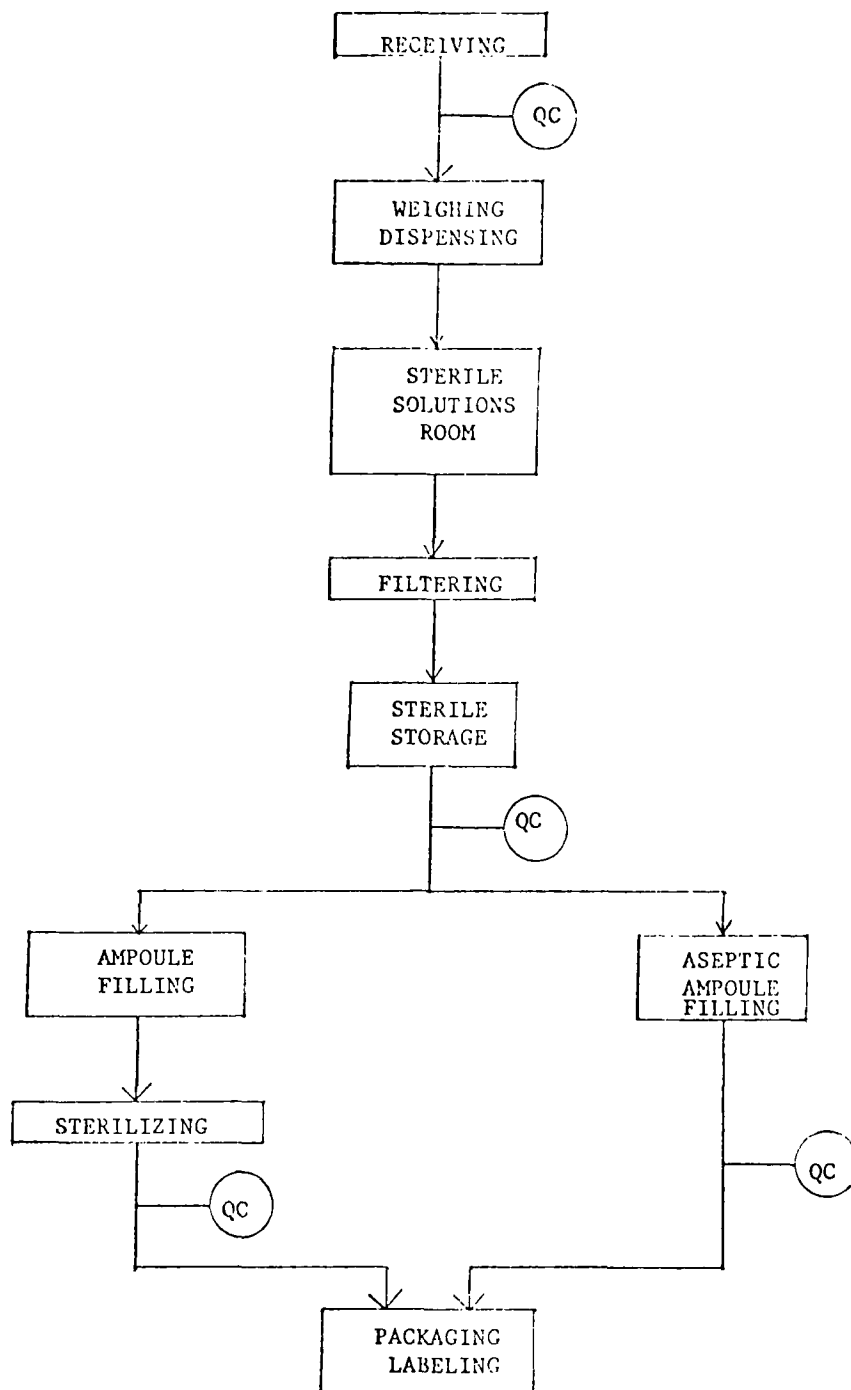 RECEIVING
QC
WEIGHING
DISPENSING
STERILE
SOLUTIONS
ROOM
FILTERING
STERILE
STORAGE
QC
AMPOULE
FILLING
ASEPTIC
AMPOULE
FILLING
STERILIZING
QC
QC
PACKAGING
LABELING